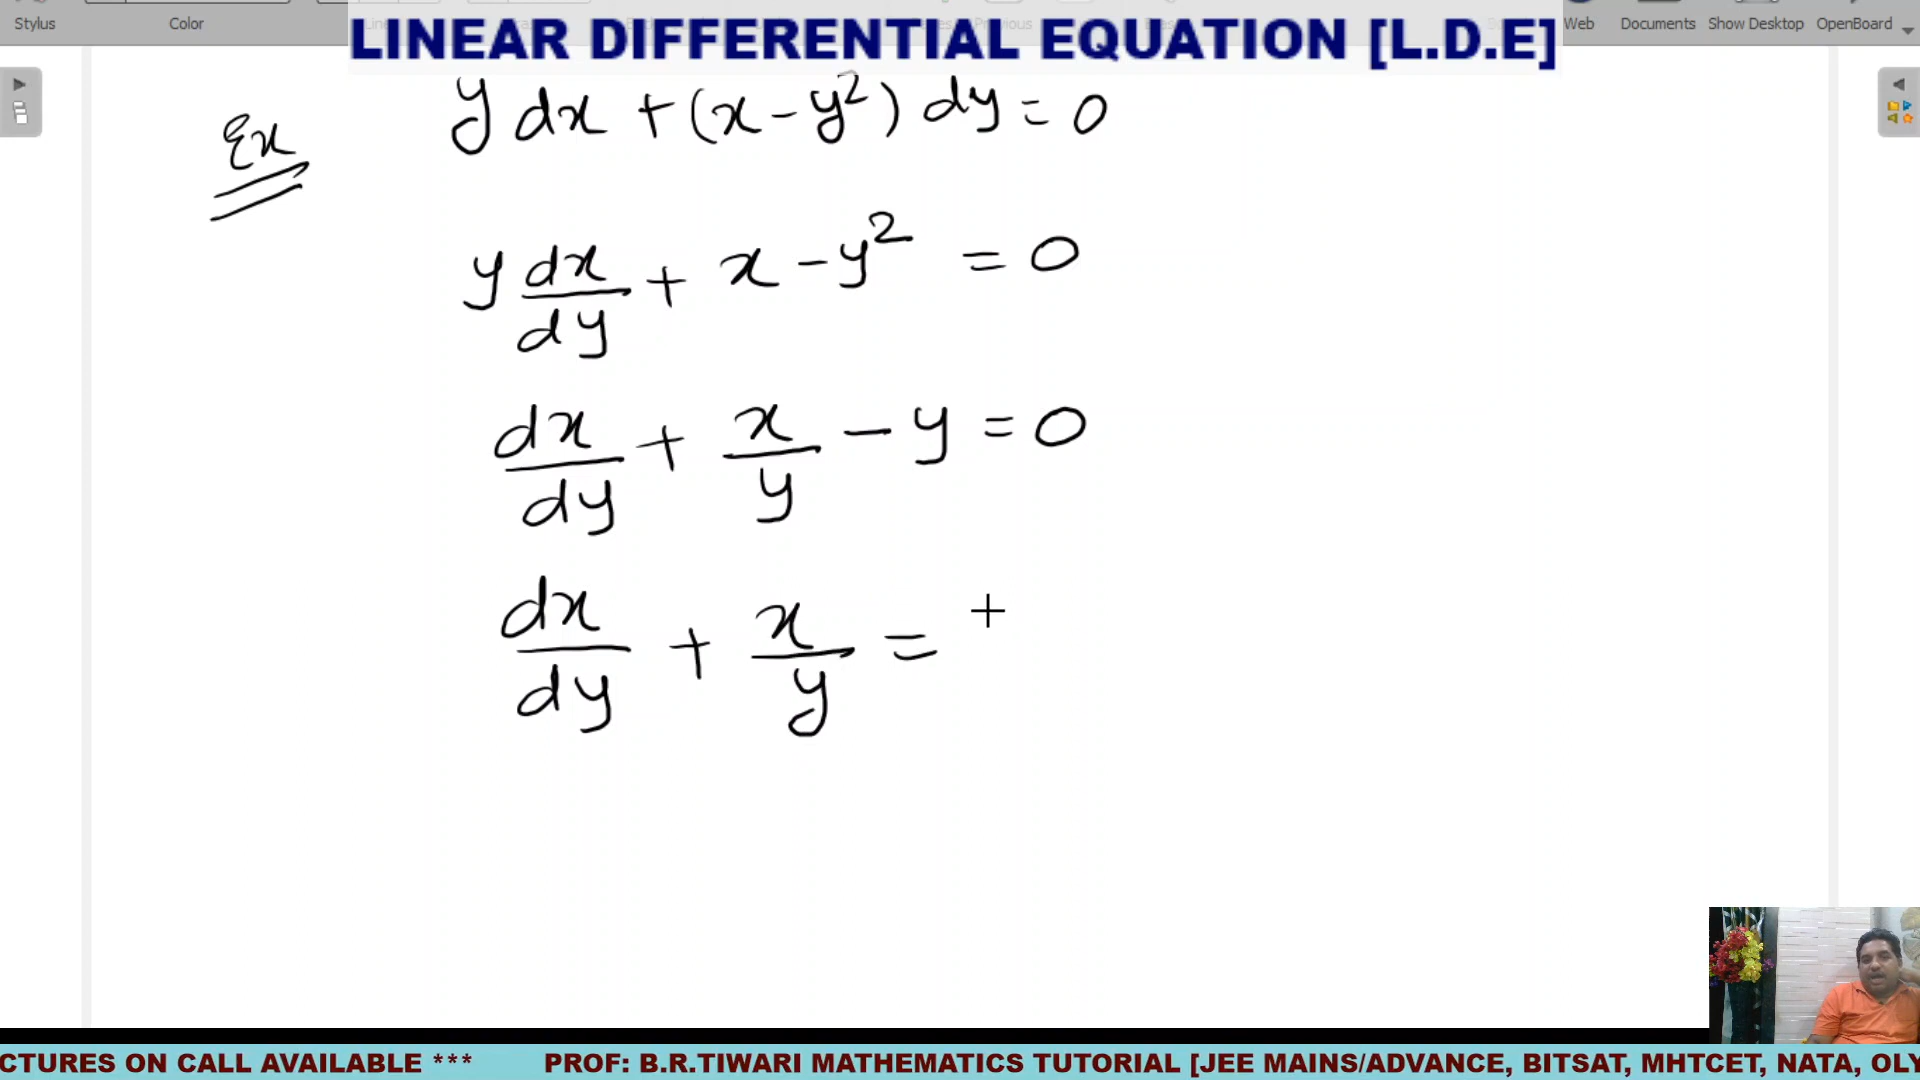 Stylus Color Web Documents Show Desktop OpenBoard
LINEAR DIFFERENTIAL EQUATION [L.D.E]
Ex y dx + (x - y²) dy = 0
y dx/dy + x - y² = 0
dx/dy + x/y - y = 0
dx/dy + x/y =
CTURES ON CALL AVAILABLE *** PROF: B.R.TIWARI MATHEMATICS TUTORIAL [JEE MAINS/ADVANCE, BITSAT, MHTCET, NATA, OLY